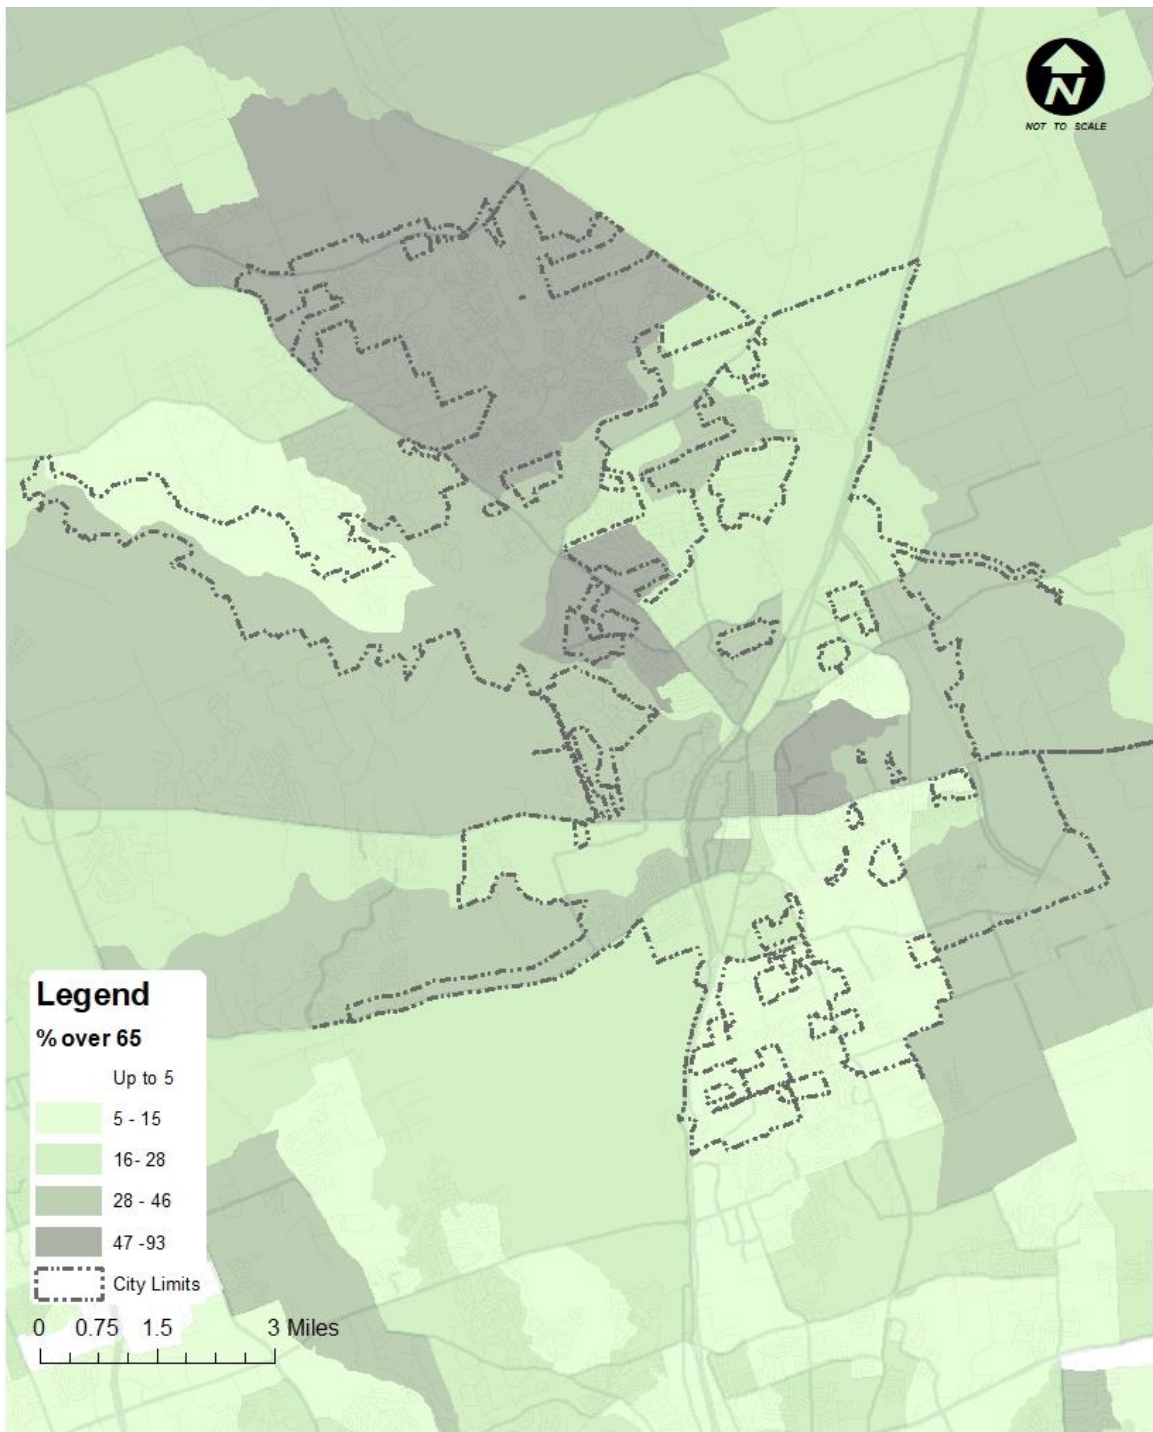 N
NOT TO SCALE
Legend
% over 65
Up to 5
5 - 15
16- 28
28 - 46
47 -93
City Limits
0 0.75 1.5 3 Miles